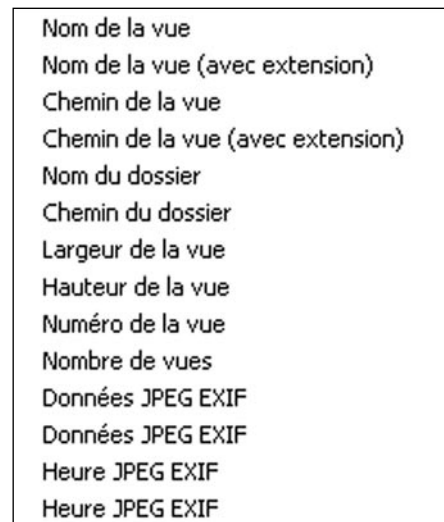 Nom de la vue
Nom de la vue (avec extension)
Chemin de la vue
Chemin de la vue (avec extension)
Nom du dossier
Chemin du dossier
Largeur de la vue
Hauteur de la vue
Numéro de la vue
Nombre de vues
Données JPEG EXIF
Données JPEG EXIF
Heure JPEG EXIF
Heure JPEG EXIF